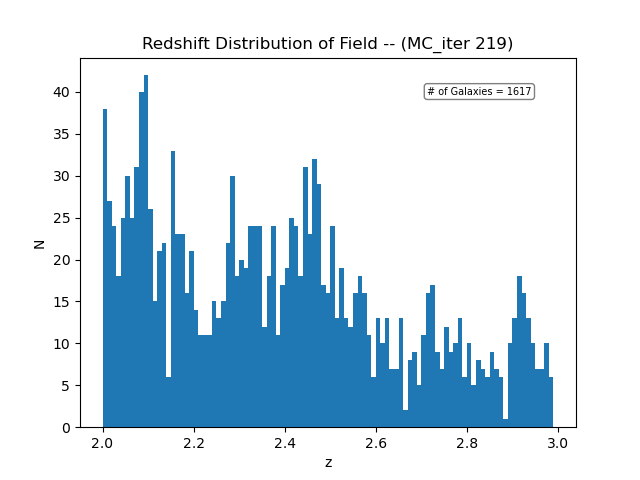 Redshift Distribution of Field -- (MC_iter 219)
# of Galaxies = 1617
40
35
30
25
20
15
10
5
0
N
2.0 2.2 2.4 2.6 2.8 3.0
z